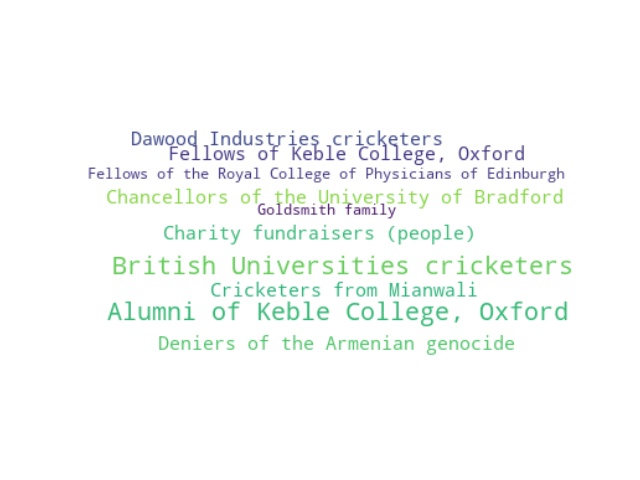 Dawood Industries cricketers
Fellows of Keble College, Oxford
Fellows of the Royal College of Physicians of Edinburgh
Chancellors of the University of Bradford
Goldsmith family
Charity fundraisers (people)
British Universities cricketers
Cricketers from Mianwali
Alumni of Keble College, Oxford
Deniers of the Armenian genocide